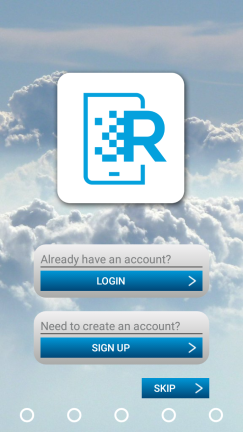 R
Already have an account?
LOGIN
Need to create an account?
SIGN UP
SKIP